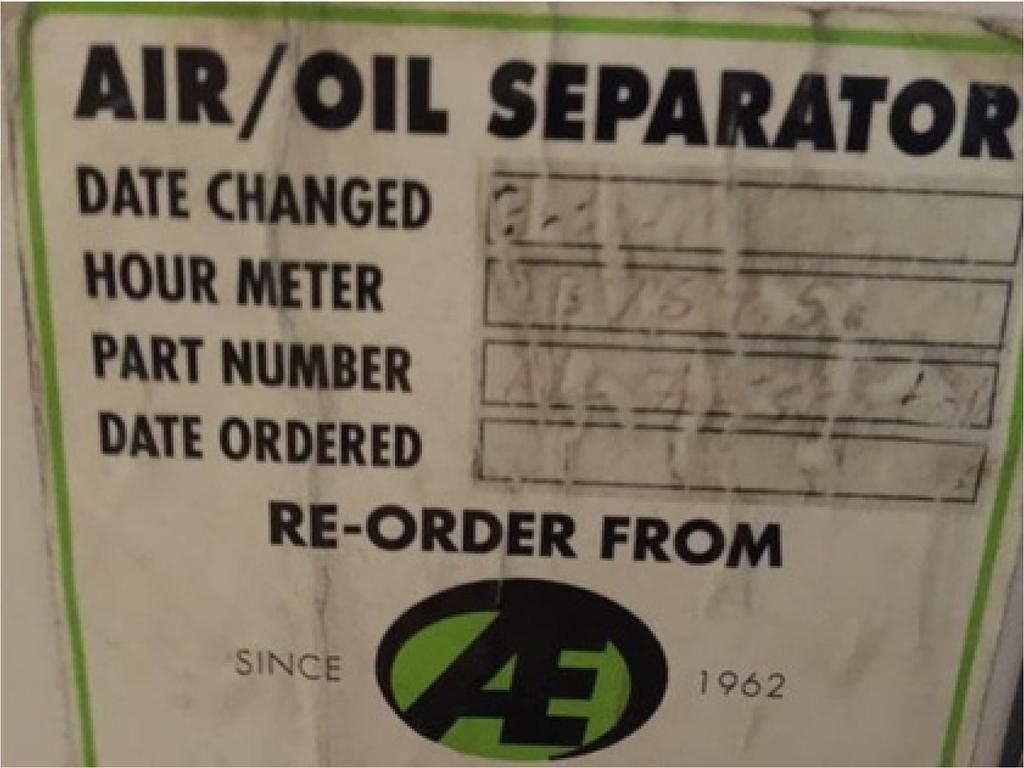 AIR/OIL SEPARATOR
DATE CHANGED
HOUR METER
PART NUMBER
DATE ORDERED
RE-ORDER FROM
SINCE AE 1962